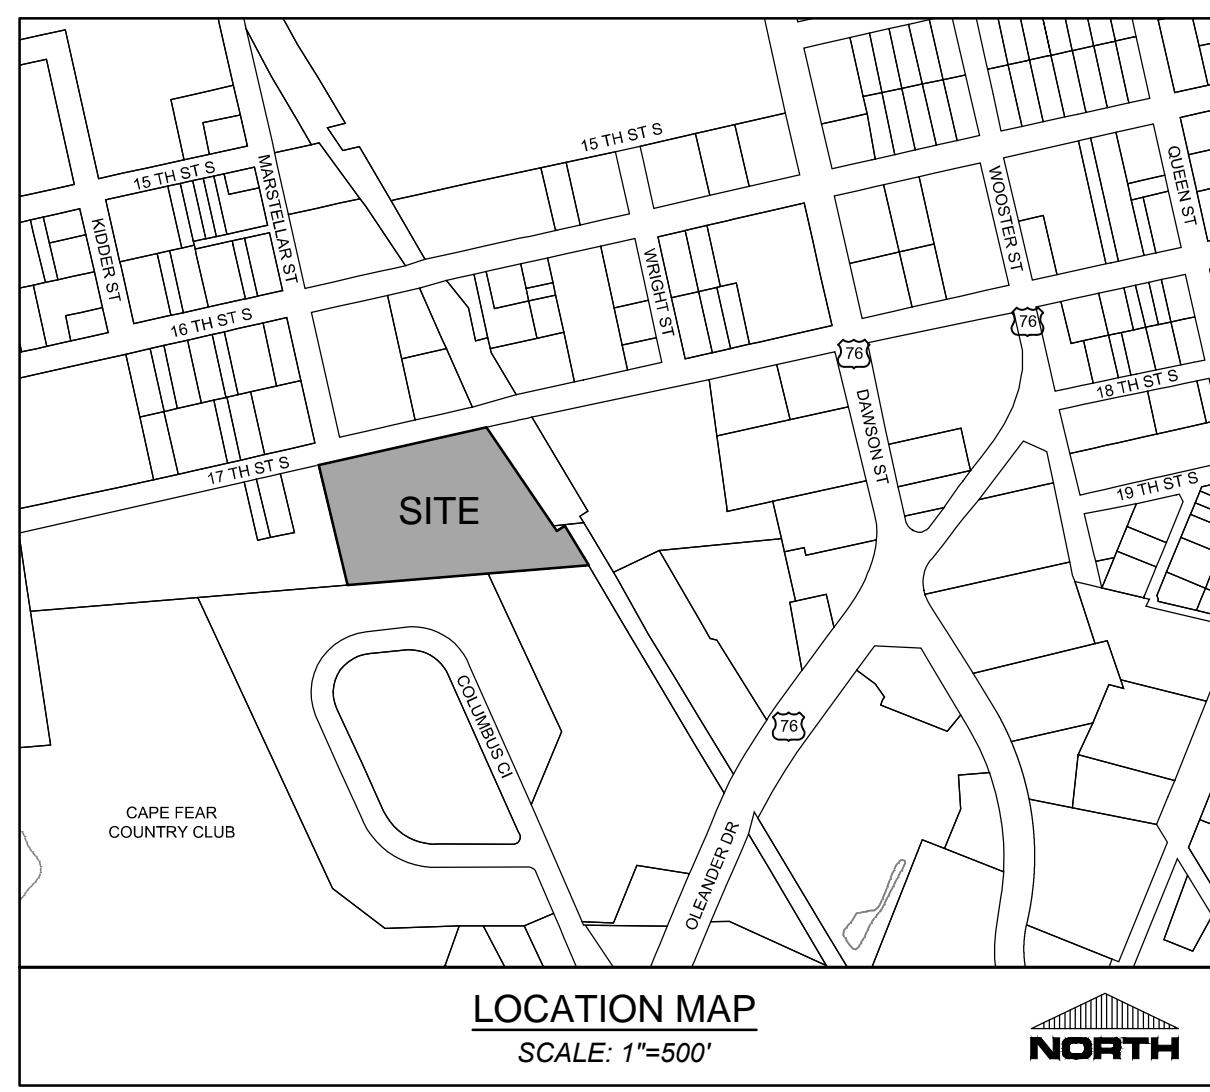 15 TH ST S
15 TH ST S
MARSTELLAR ST
QUEEN ST
WOOSTER ST
KIDDER ST
WRIGHT ST
16 TH ST S
76
76
18 TH ST S
DAWSON ST
17 TH ST S
19 TH ST S
SITE
COLUMBUS CI
76
CAPE FEAR
COUNTRY CLUB
OLEANDER DR
LOCATION MAP
SCALE: 1"=500'
NORTH